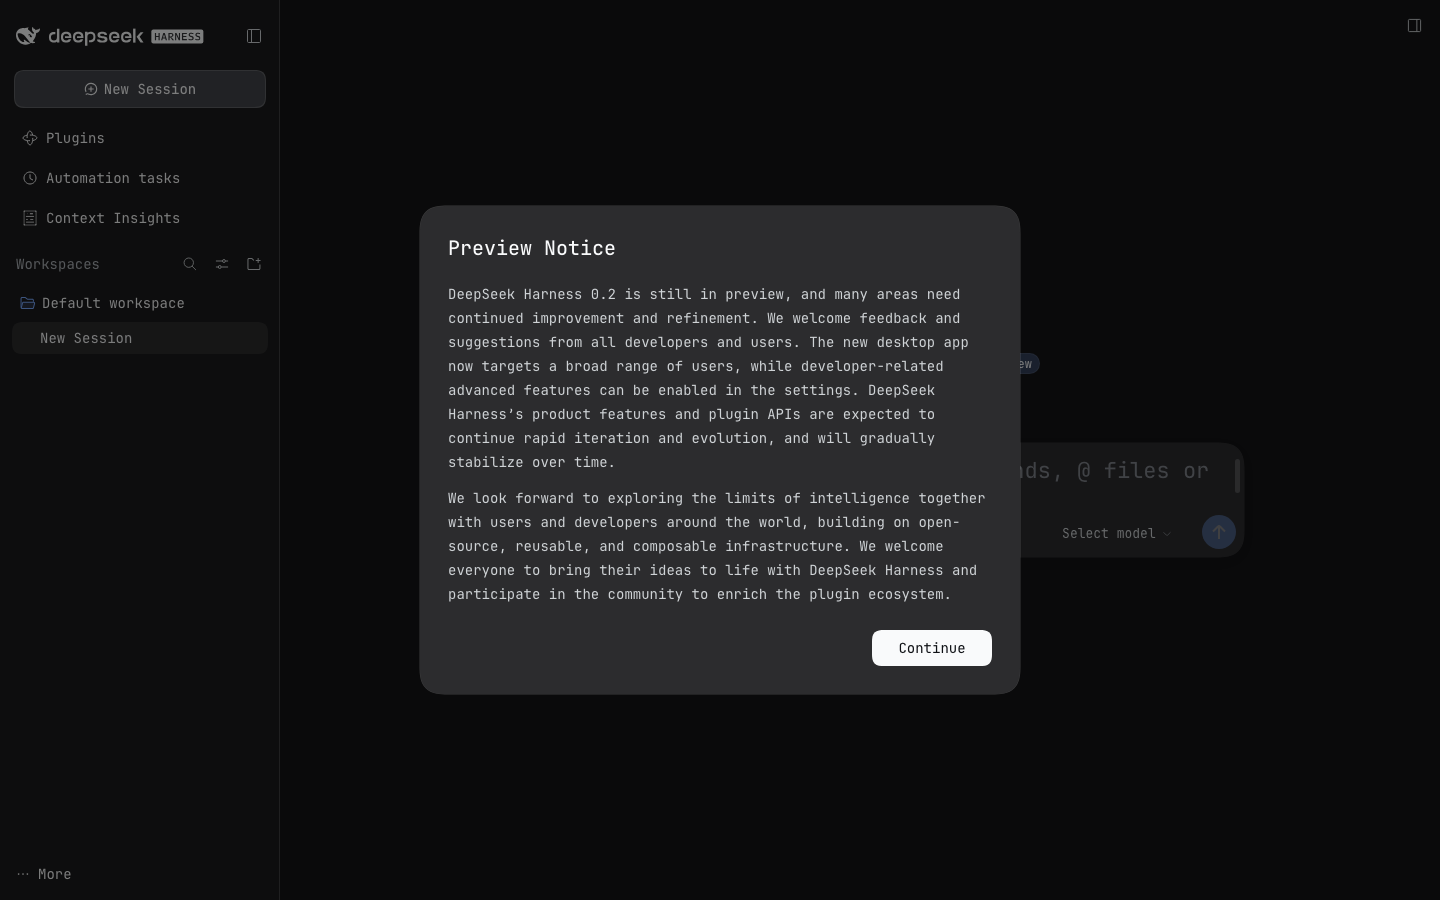 deepseek HARNESS
New Session
Plugins
Automation tasks
Context Insights
Workspaces
Default workspace
New Session
More
Preview Notice
DeepSeek Harness 0.2 is still in preview, and many areas need
continued improvement and refinement. We welcome feedback and
suggestions from all developers and users. The new desktop app
now targets a broad range of users, while developer-related
advanced features can be enabled in the settings. DeepSeek
Harness’s product features and plugin APIs are expected to
continue rapid iteration and evolution, and will gradually
stabilize over time.
We look forward to exploring the limits of intelligence together
with users and developers around the world, building on open-
source, reusable, and composable infrastructure. We welcome
everyone to bring their ideas to life with DeepSeek Harness and
participate in the community to enrich the plugin ecosystem.
Continue
@ files or
Select model